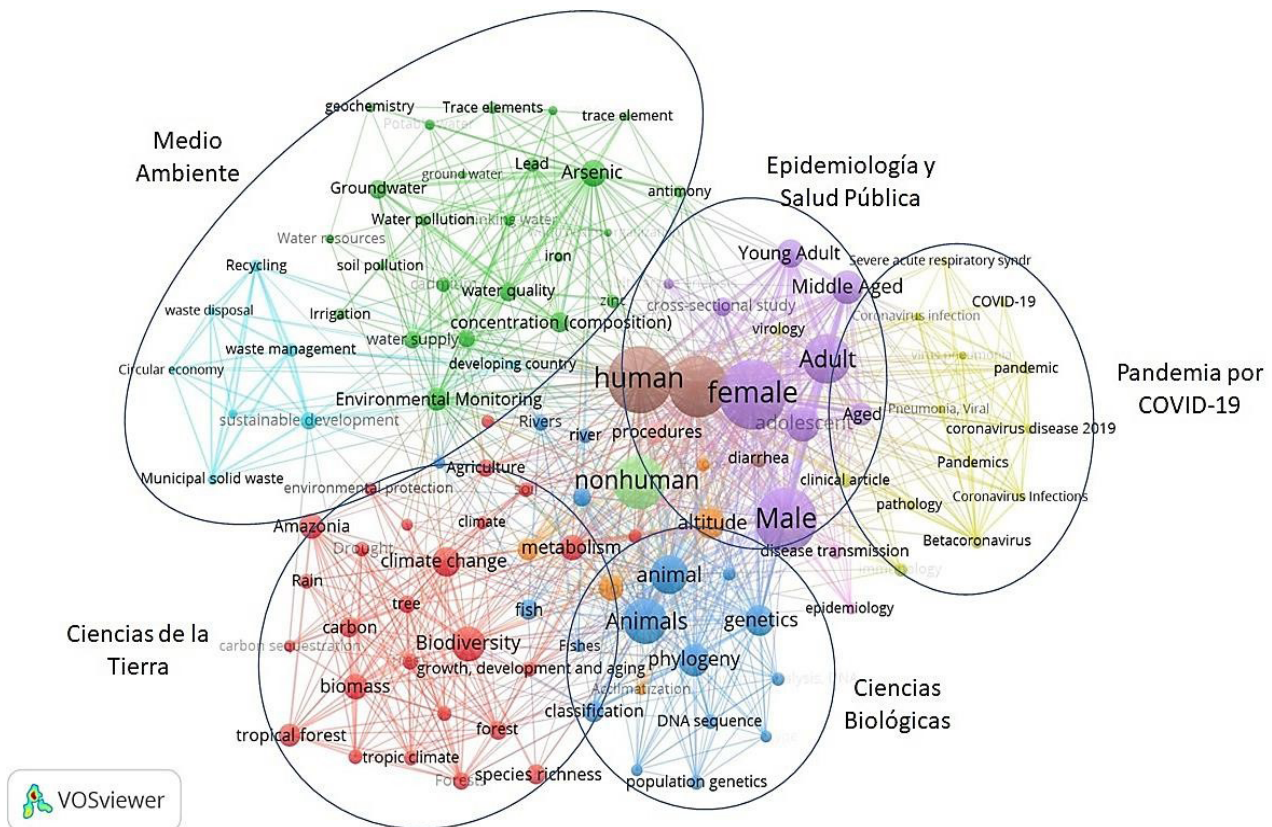 geochemistry
Trace elements
trace element
Medio
Ambiente
Lead
Arsenic
ground water
Groundwater
antimony
Epidemiología y
Salud Pública
Water pollution
Water resources
iron
Young Adult
Severe acute respiratory syndr
Recycling
soil pollution
Middle Aged
water quality
zinc
cross-sectional study
COVID-19
waste disposal
Irrigation
concentration (composition)
virology
Coronavirus infection
water supply
waste management
developing country
Adult
virus pneumonia
pandemic
Circular economy
human
female
Pandemia por
COVID-19
Environmental Monitoring
Aged
Pneumonia, Viral
sustainable development
Rivers
river
procedures
adolescent
coronavirus disease 2019
Agriculture
diarrhea
Pandemics
Municipal solid waste
environmental protection
soil
nonhuman
clinical article
Coronavirus Infections
pathology
Amazonia
climate
altitude
Male
Betacoronavirus
Drought
metabolism
disease transmission
climate change
immunology
Rain
animal
tree
fish
epidemiology
Ciencias de la
Tierra
carbon
Animals
genetics
carbon sequestration
Biodiversity
Fishes
growth, development and aging
phylogeny
biomass
Acclimatization
Ciencias
Biológicas
classification
DNA sequence
tropical forest
forest
tropic climate
Forests
species richness
population genetics
VOSviewer